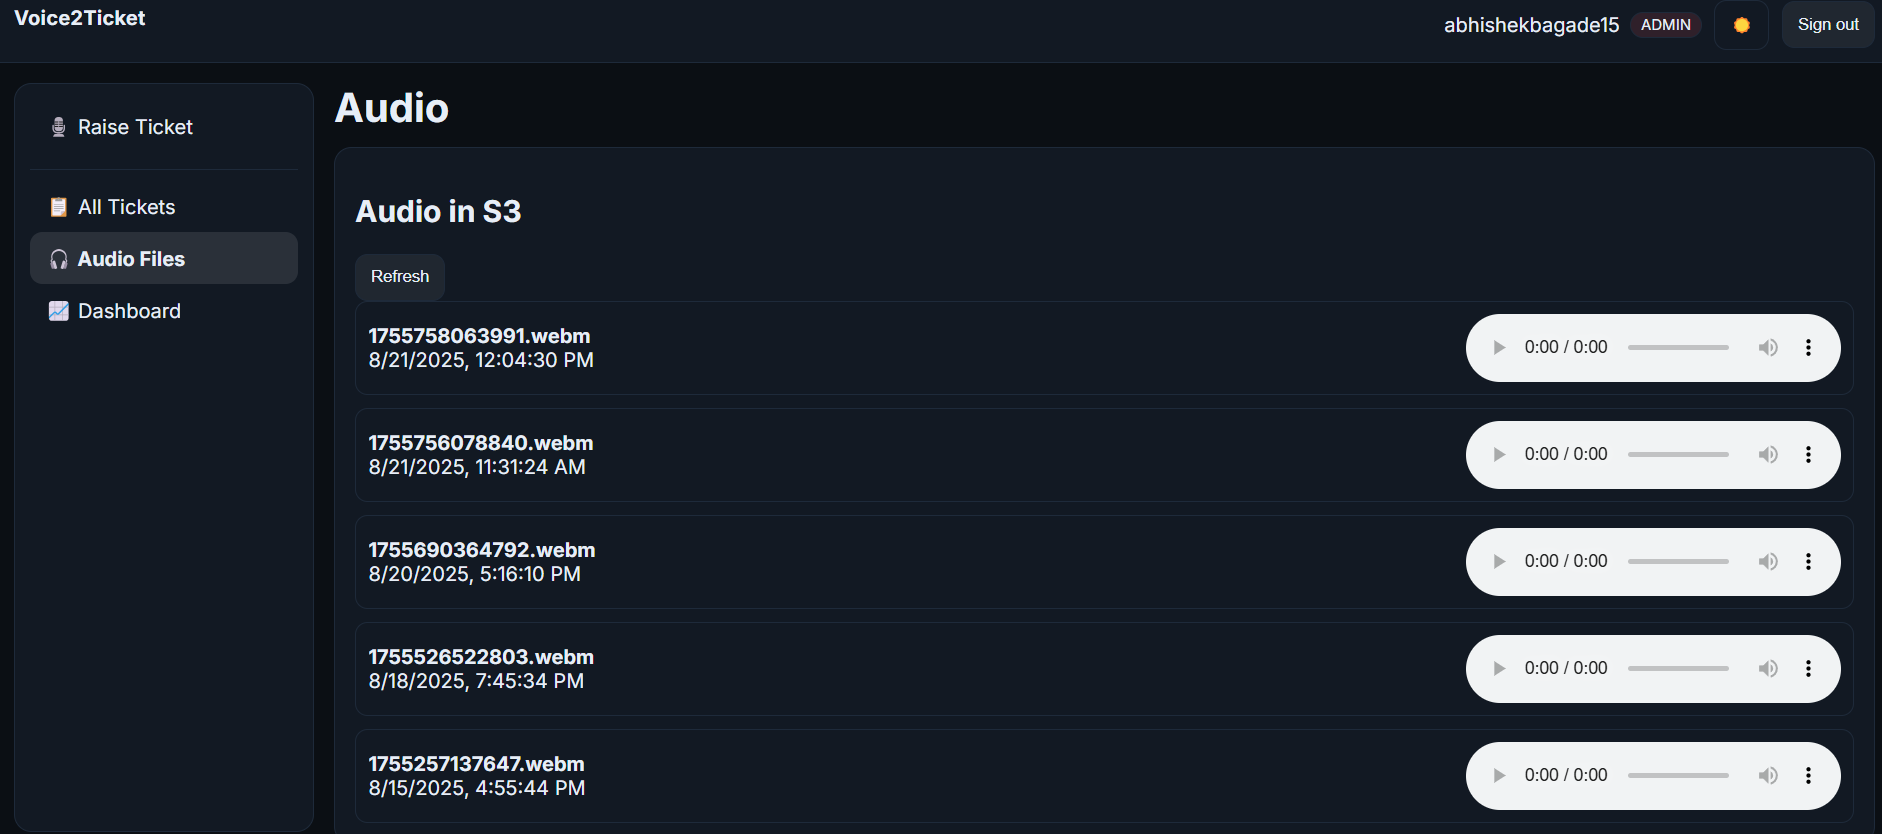 Voice2Ticket
abhishekbagade15 ADMIN Sign out
Raise Ticket
All Tickets
Audio Files
Dashboard
Audio
Audio in S3
Refresh
1755758063991.webm
8/21/2025, 12:04:30 PM
0:00 / 0:00
1755756078840.webm
8/21/2025, 11:31:24 AM
0:00 / 0:00
1755690364792.webm
8/20/2025, 5:16:10 PM
0:00 / 0:00
1755526522803.webm
8/18/2025, 7:45:34 PM
0:00 / 0:00
1755257137647.webm
8/15/2025, 4:55:44 PM
0:00 / 0:00